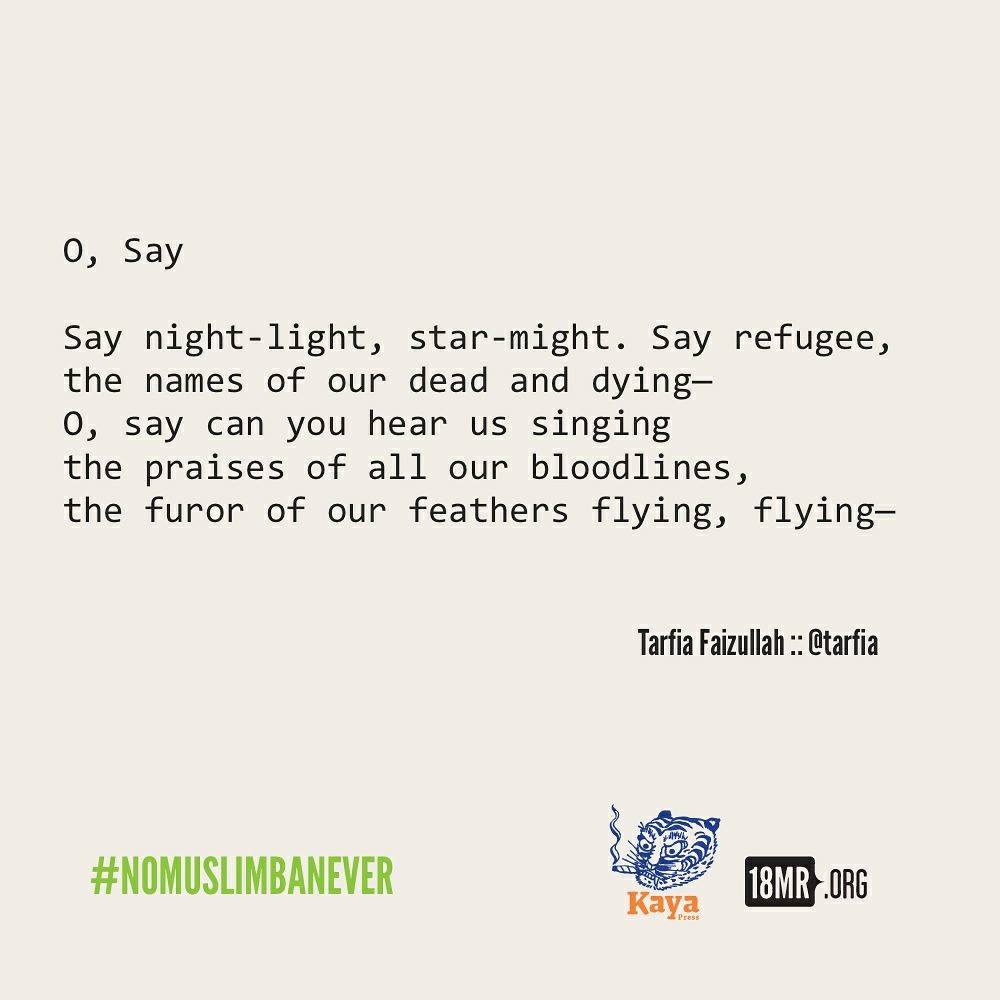 O, Say
Say night-light, star-might. Say refugee,
the names of our dead and dying—
O, say can you hear us singing
the praises of all our bloodlines,
the furor of our feathers flying, flying—
Tarfia Faizullah :: @tarfia
#NOMUSLIMBANEVER
Kaya
Press
18MR.ORG